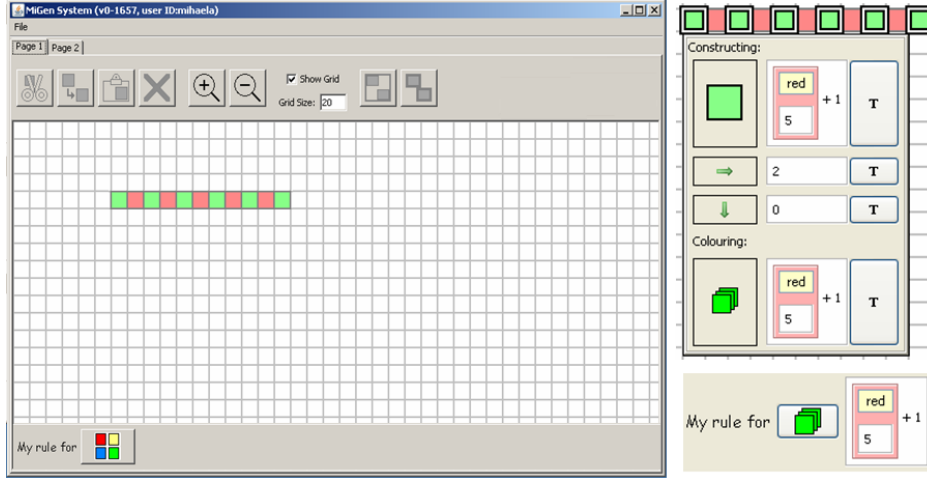 MiGen System (v0-1657, user ID:mihaela)
File
Page 1 Page 2
Show Grid
Grid Size: 20
My rule for
Constructing:
red
5
+ 1
T
2
T
0
T
Colouring:
red
5
+ 1
T
My rule for
red
5
+ 1